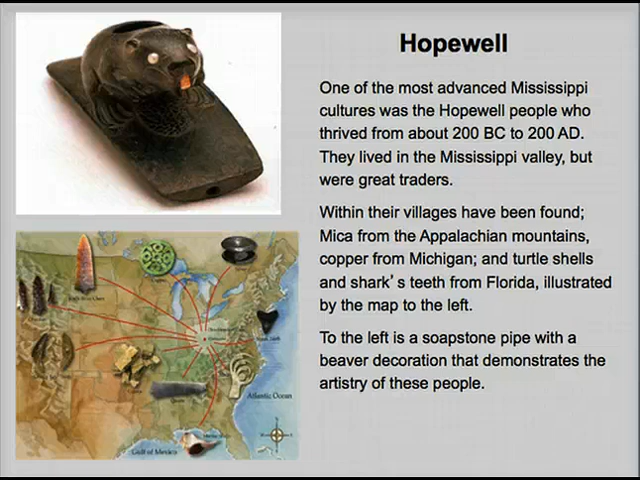 Hopewell
One of the most advanced Mississippi
cultures was the Hopewell people who
thrived from about 200 BC to 200 AD.
They lived in the Mississippi valley, but
were great traders.
Within their villages have been found;
Mica from the Appalachian mountains,
copper from Michigan; and turtle shells
and shark's teeth from Florida, illustrated
by the map to the left.
To the left is a soapstone pipe with a
beaver decoration that demonstrates the
artistry of these people.
Atlantic Ocean
Gulf of Mexico